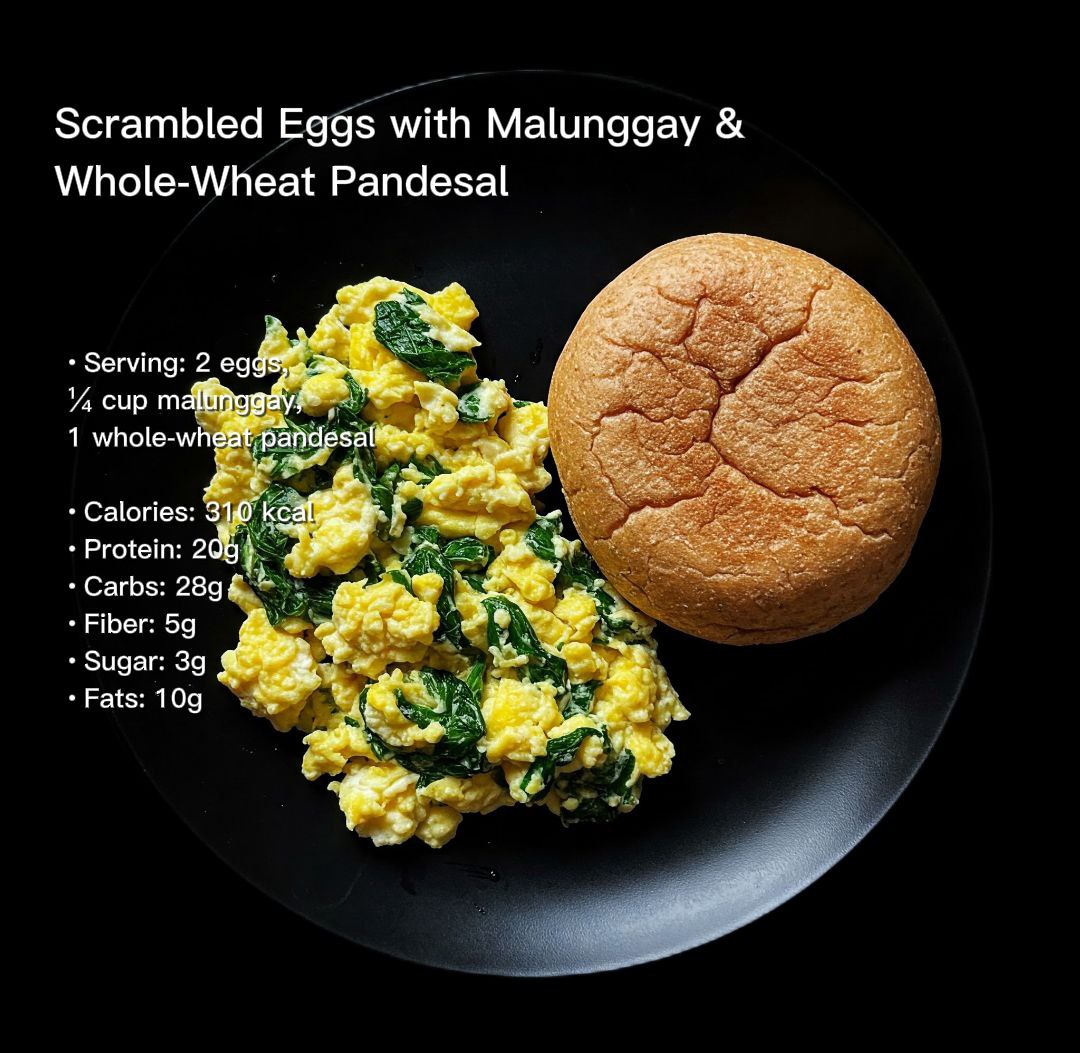 Scrambled Eggs with Malunggay &
Whole-Wheat Pandesal
• Serving: 2 eggs,
¼ cup malunggay,
1 whole-wheat pandesal
• Calories: 310 kcal
• Protein: 20g
• Carbs: 28g
• Fiber: 5g
• Sugar: 3g
• Fats: 10g